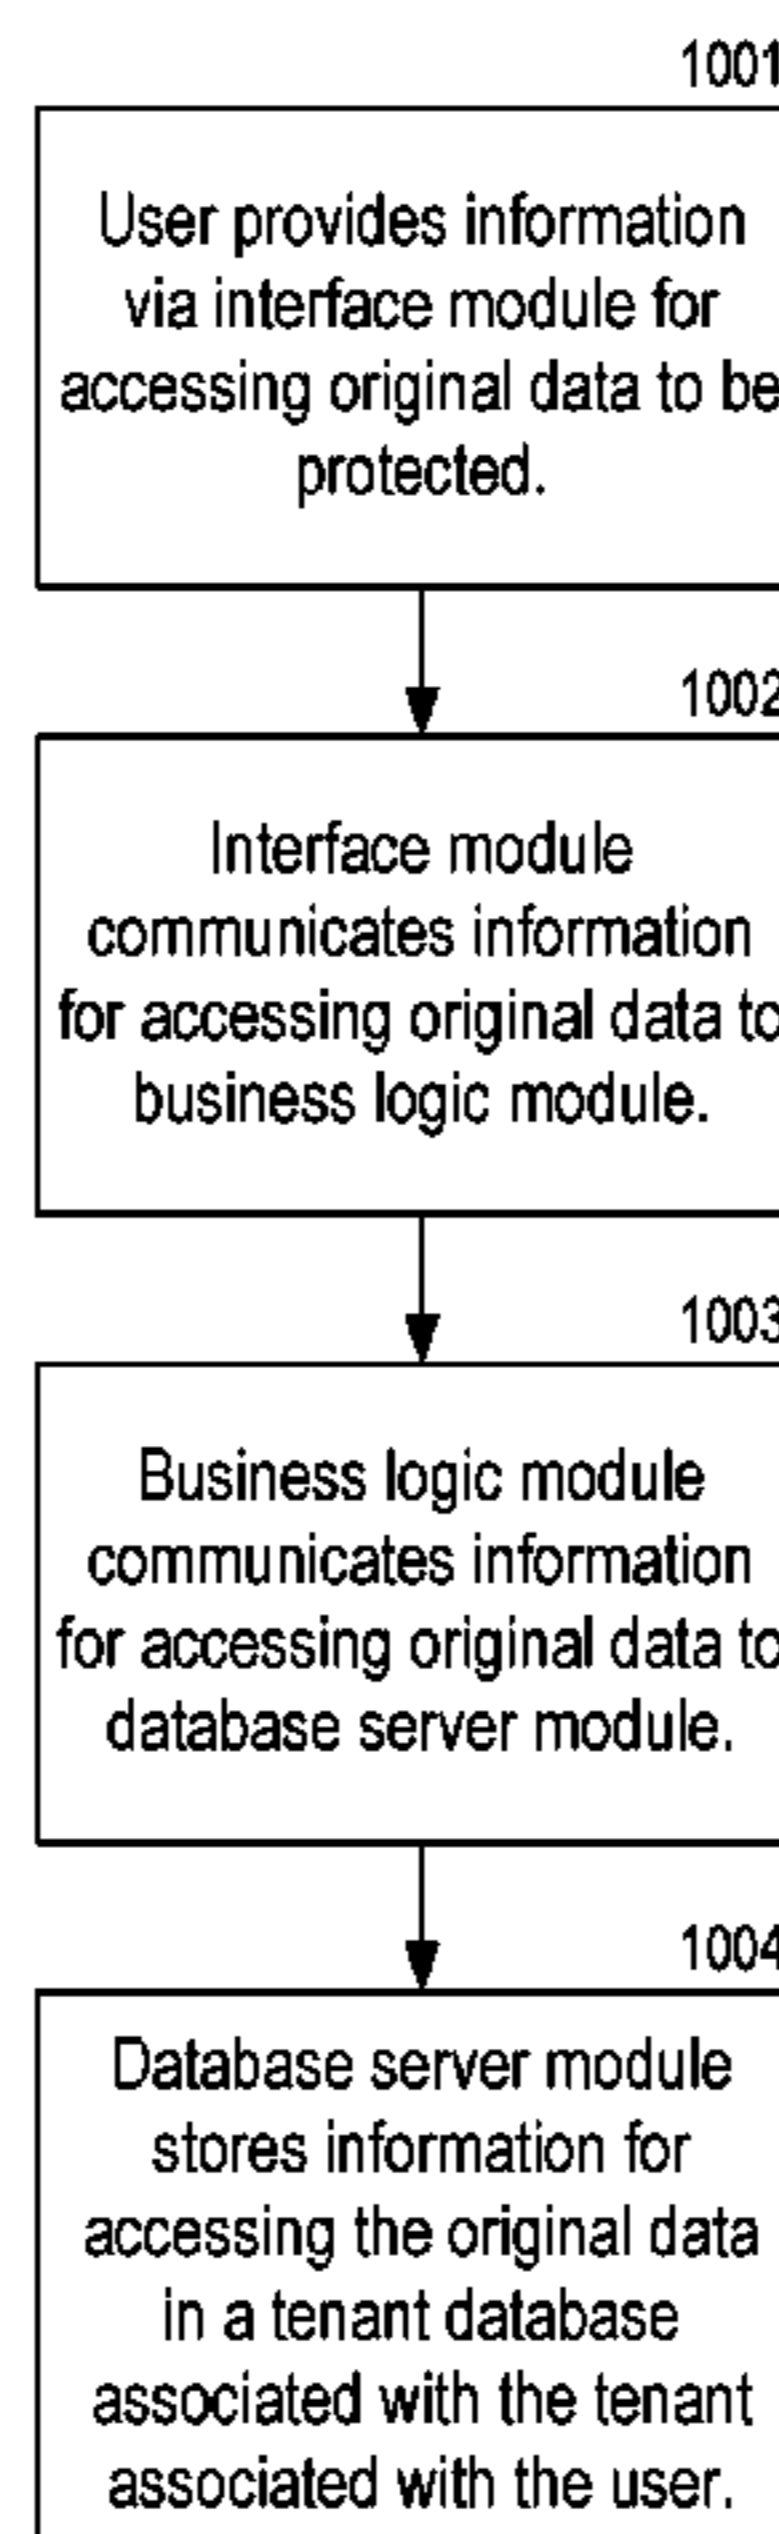 1001
User provides information
via interface module for
accessing original data to be
protected.
1002
Interface module
communicates information
for accessing original data to
business logic module.
1003
Business logic module
communicates information
for accessing original data to
database server module.
1004
Database server module
stores information for
accessing the original data
in a tenant database
associated with the tenant
associated with the user.